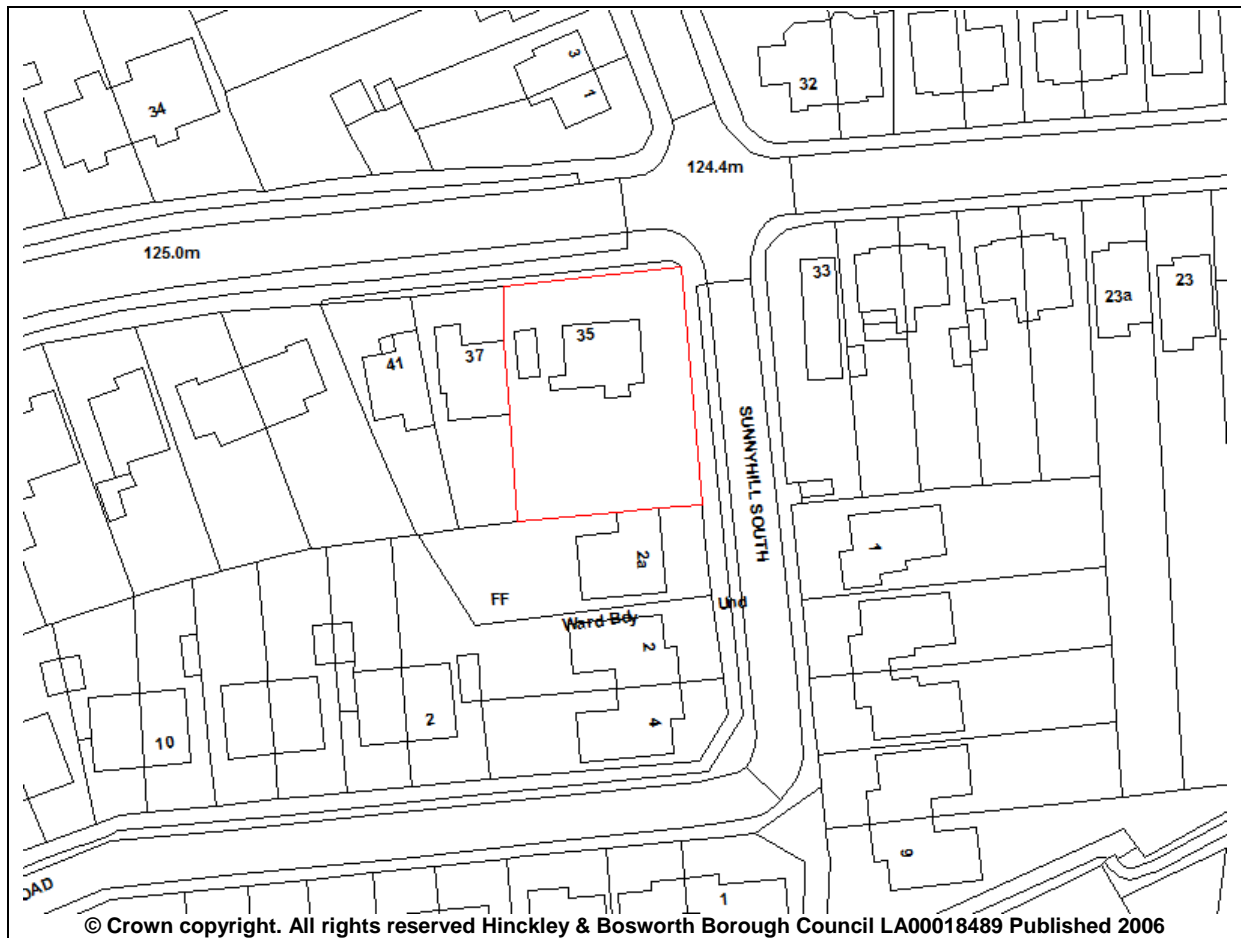 3
34
1
32
124.4m
125.0m
33
23a
23
35
37
41
SUNNYHILL SOUTH
2a
1
FF
Und
Ward Bdy
2
2
4
10
9
OAD
1
© Crown copyright. All rights reserved Hinckley & Bosworth Borough Council LA00018489 Published 2006